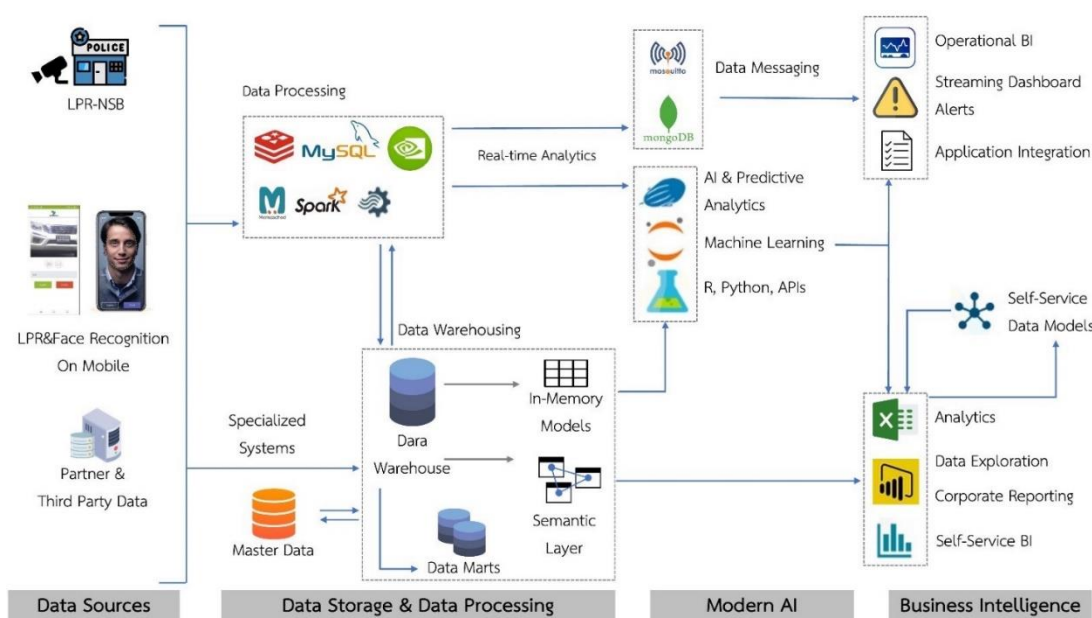 POLICE
LPR-NSB
LPR&Face Recognition
On Mobile
Partner &
Third Party Data
Data Processing
MySQL
Spark
Real-time Analytics
Data Warehousing
Specialized
Systems
Master Data
Dara
Warehouse
In-Memory
Models
Semantic
Layer
Data Marts
mosquitto
mongoDB
Data Messaging
AI & Predictive
Analytics
Machine Learning
R, Python, APIs
Operational BI
Streaming Dashboard
Alerts
Application Integration
Self-Service
Data Models
X
Analytics
Data Exploration
Corporate Reporting
Self-Service BI
Data Sources
Data Storage & Data Processing
Modern AI
Business Intelligence